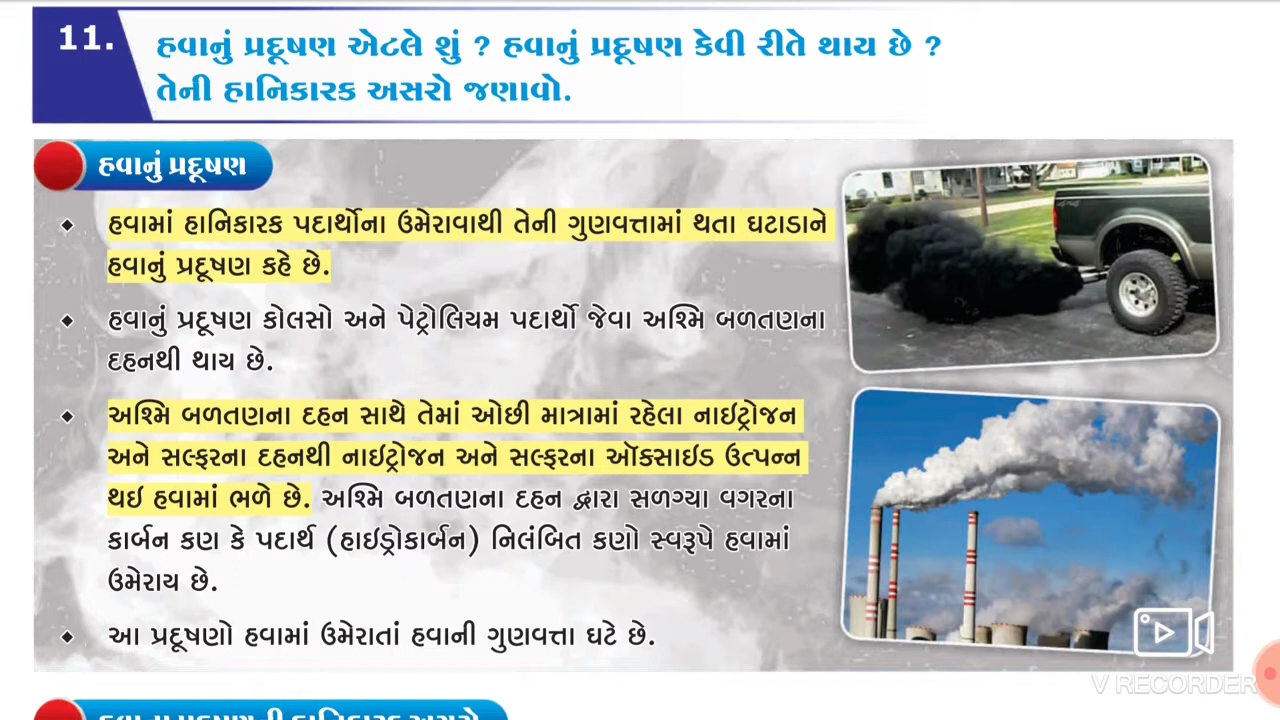 11.
હવાનું પ્રદૂષણ એટલે શું ? હવાનું પ્રદૂષણ કેવી રીતે થાય છે ?
તેની હાનિકારક અસરો જણાવો.
હવાનું પ્રદૂષણ
હવામાં હાનિકારક પદાર્થોના ઉમેરાવાથી તેની ગુણવત્તામાં થતા ઘટાડાને
હવાનું પ્રદૂષણ કહે છે.
હવાનું પ્રદૂષણ કોલસો અને પેટ્રોલિયમ પદાર્થો જેવા અશ્મિ બળતણના
દહનથી થાય છે.
અશ્મિ બળતણના દહન સાથે તેમાં ઓછી માત્રામાં રહેલા નાઈટ્રોજન
અને સલ્ફરના દહનથી નાઈટ્રોજન અને સલ્ફરના ઑક્સાઇડ ઉત્પન્ન
થઇ હવામાં ભળે છે. અશ્મિ બળતણના દહન દ્વારા સળગ્યા વગરના
કાર્બન કણ કે પદાર્થ (હાઈડ્રોકાર્બન) નિલંબિત કણો સ્વરૂપે હવામાં
ઉમેરાય છે.
આ પ્રદૂષણો હવામાં ઉમેરાતાં હવાની ગુણવત્તા ઘટે છે.
V RECORDER